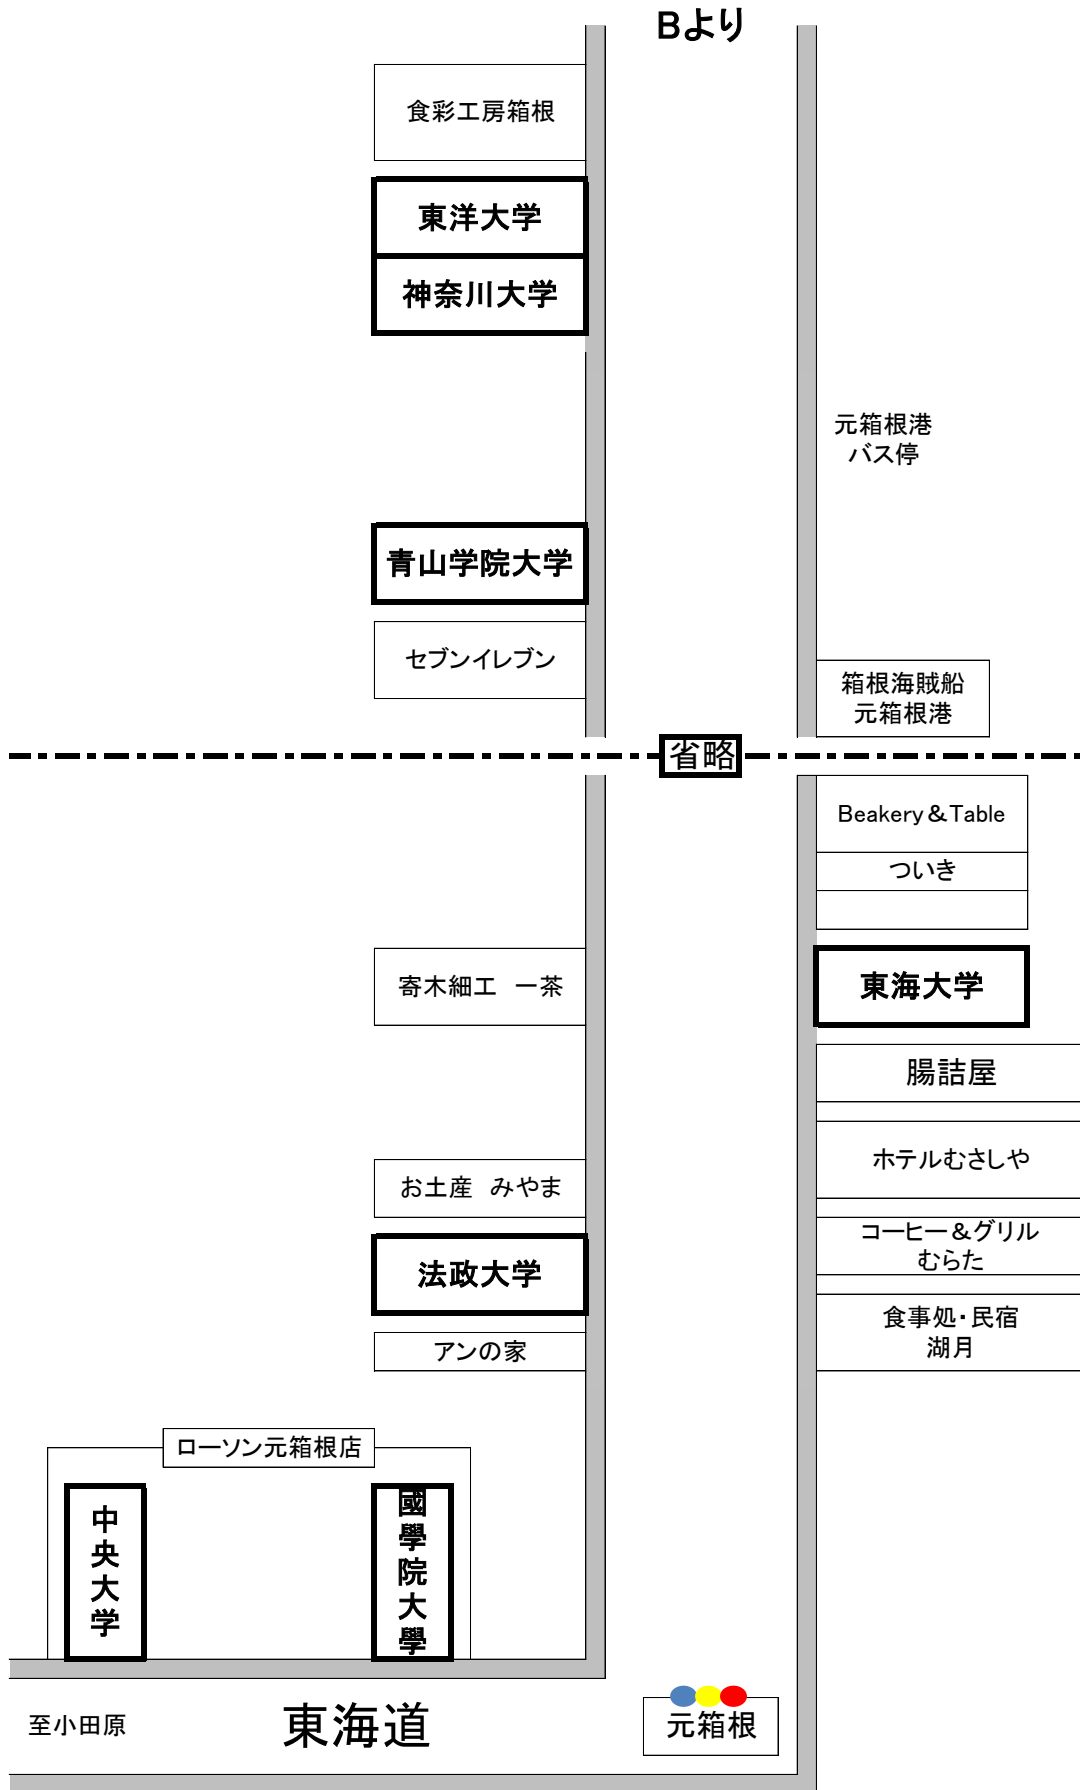 Bより
食彩工房箱根
東洋大学
神奈川大学
元箱根港
バス停
青山学院大学
セブンイレブン
箱根海賊船
元箱根港
省略
Beakery＆Table
ついき
寄木細工　一茶
東海大学
腸詰屋
ホテルむさしや
お土産　みやま
コーヒー＆グリル
むらた
法政大学
食事処・民宿
湖月
アンの家
ローソン元箱根店
中央大学
國學院大學
至小田原
東海道
元箱根